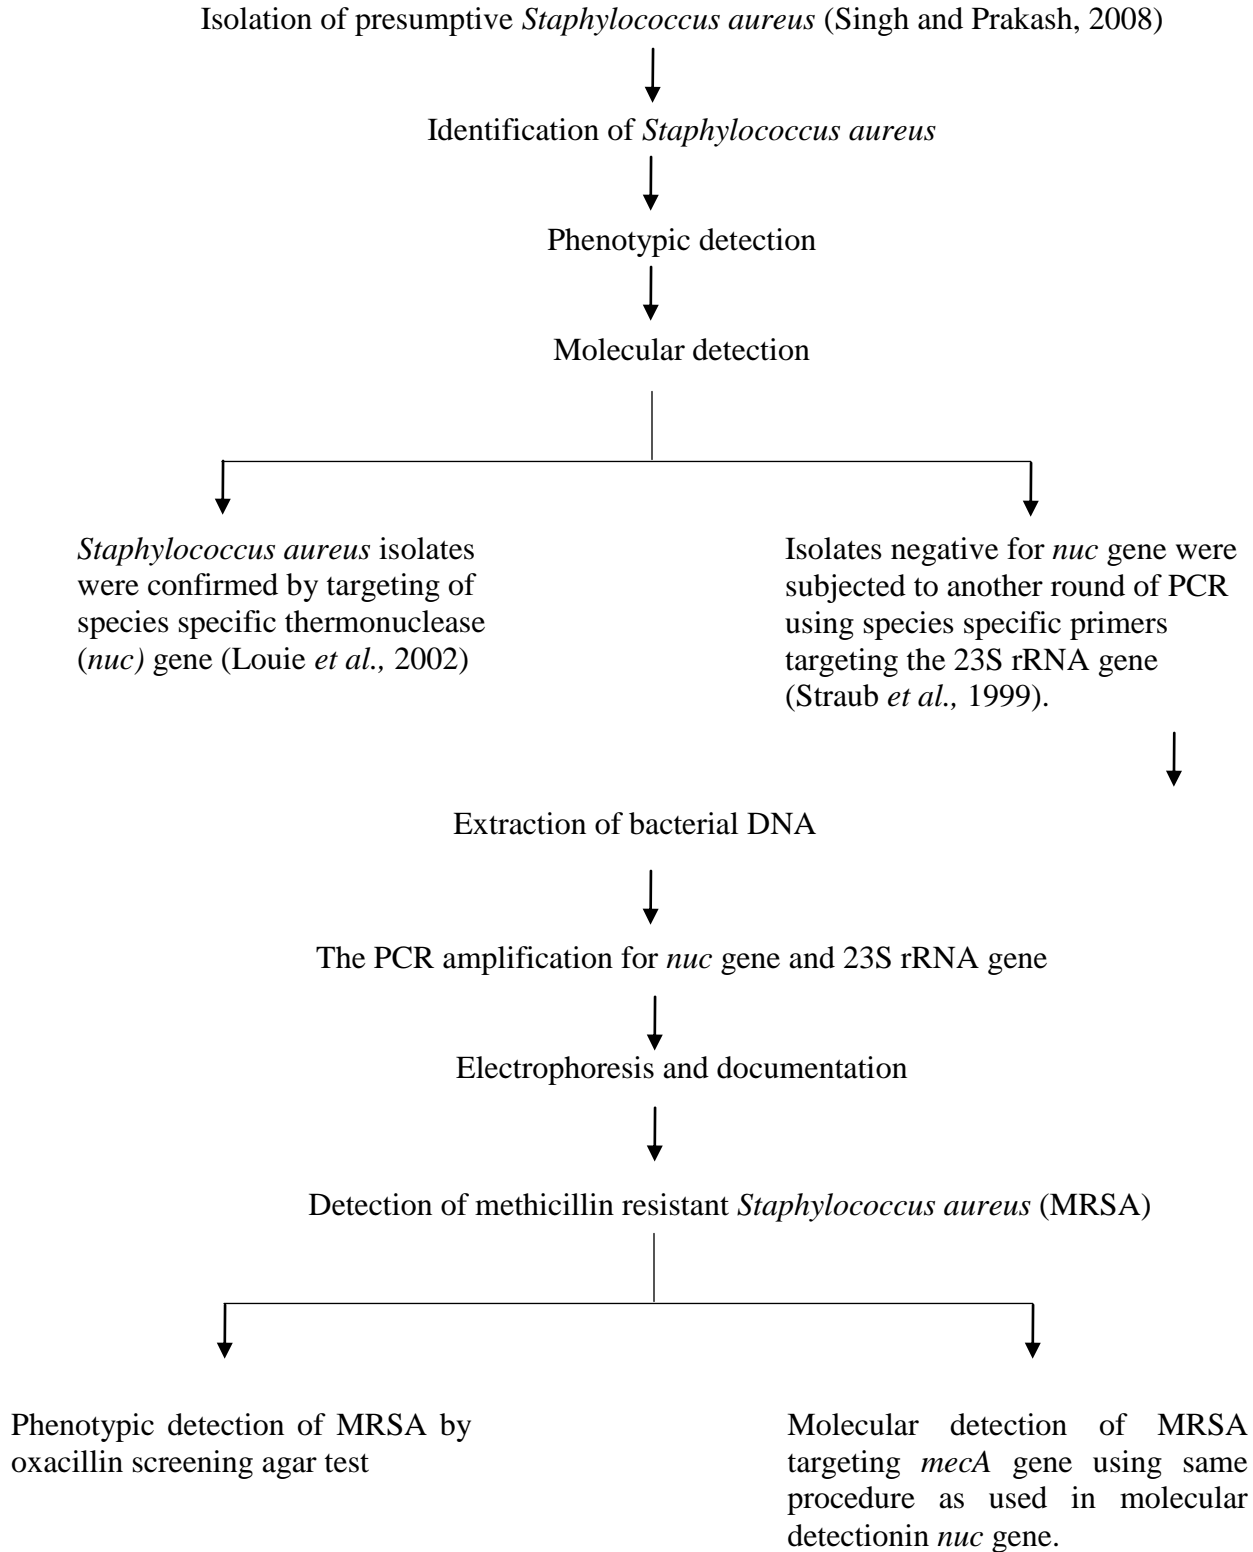 Isolation of presumptive Staphylococcus aureus (Singh and Prakash, 2008)
Identification of Staphylococcus aureus
Phenotypic detection
Molecular detection
Staphylococcus aureus isolates
were confirmed by targeting of
species specific thermonuclease
(nuc) gene (Louie et al., 2002)
Isolates negative for nuc gene were
subjected to another round of PCR
using species specific primers
targeting the 23S rRNA gene
(Straub et al., 1999).
Extraction of bacterial DNA
The PCR amplification for nuc gene and 23S rRNA gene
Electrophoresis and documentation
Detection of methicillin resistant Staphylococcus aureus (MRSA)
Phenotypic detection of MRSA by
oxacillin screening agar test
Molecular detection of MRSA
targeting mecA gene using same
procedure as used in molecular
detectionin nuc gene.